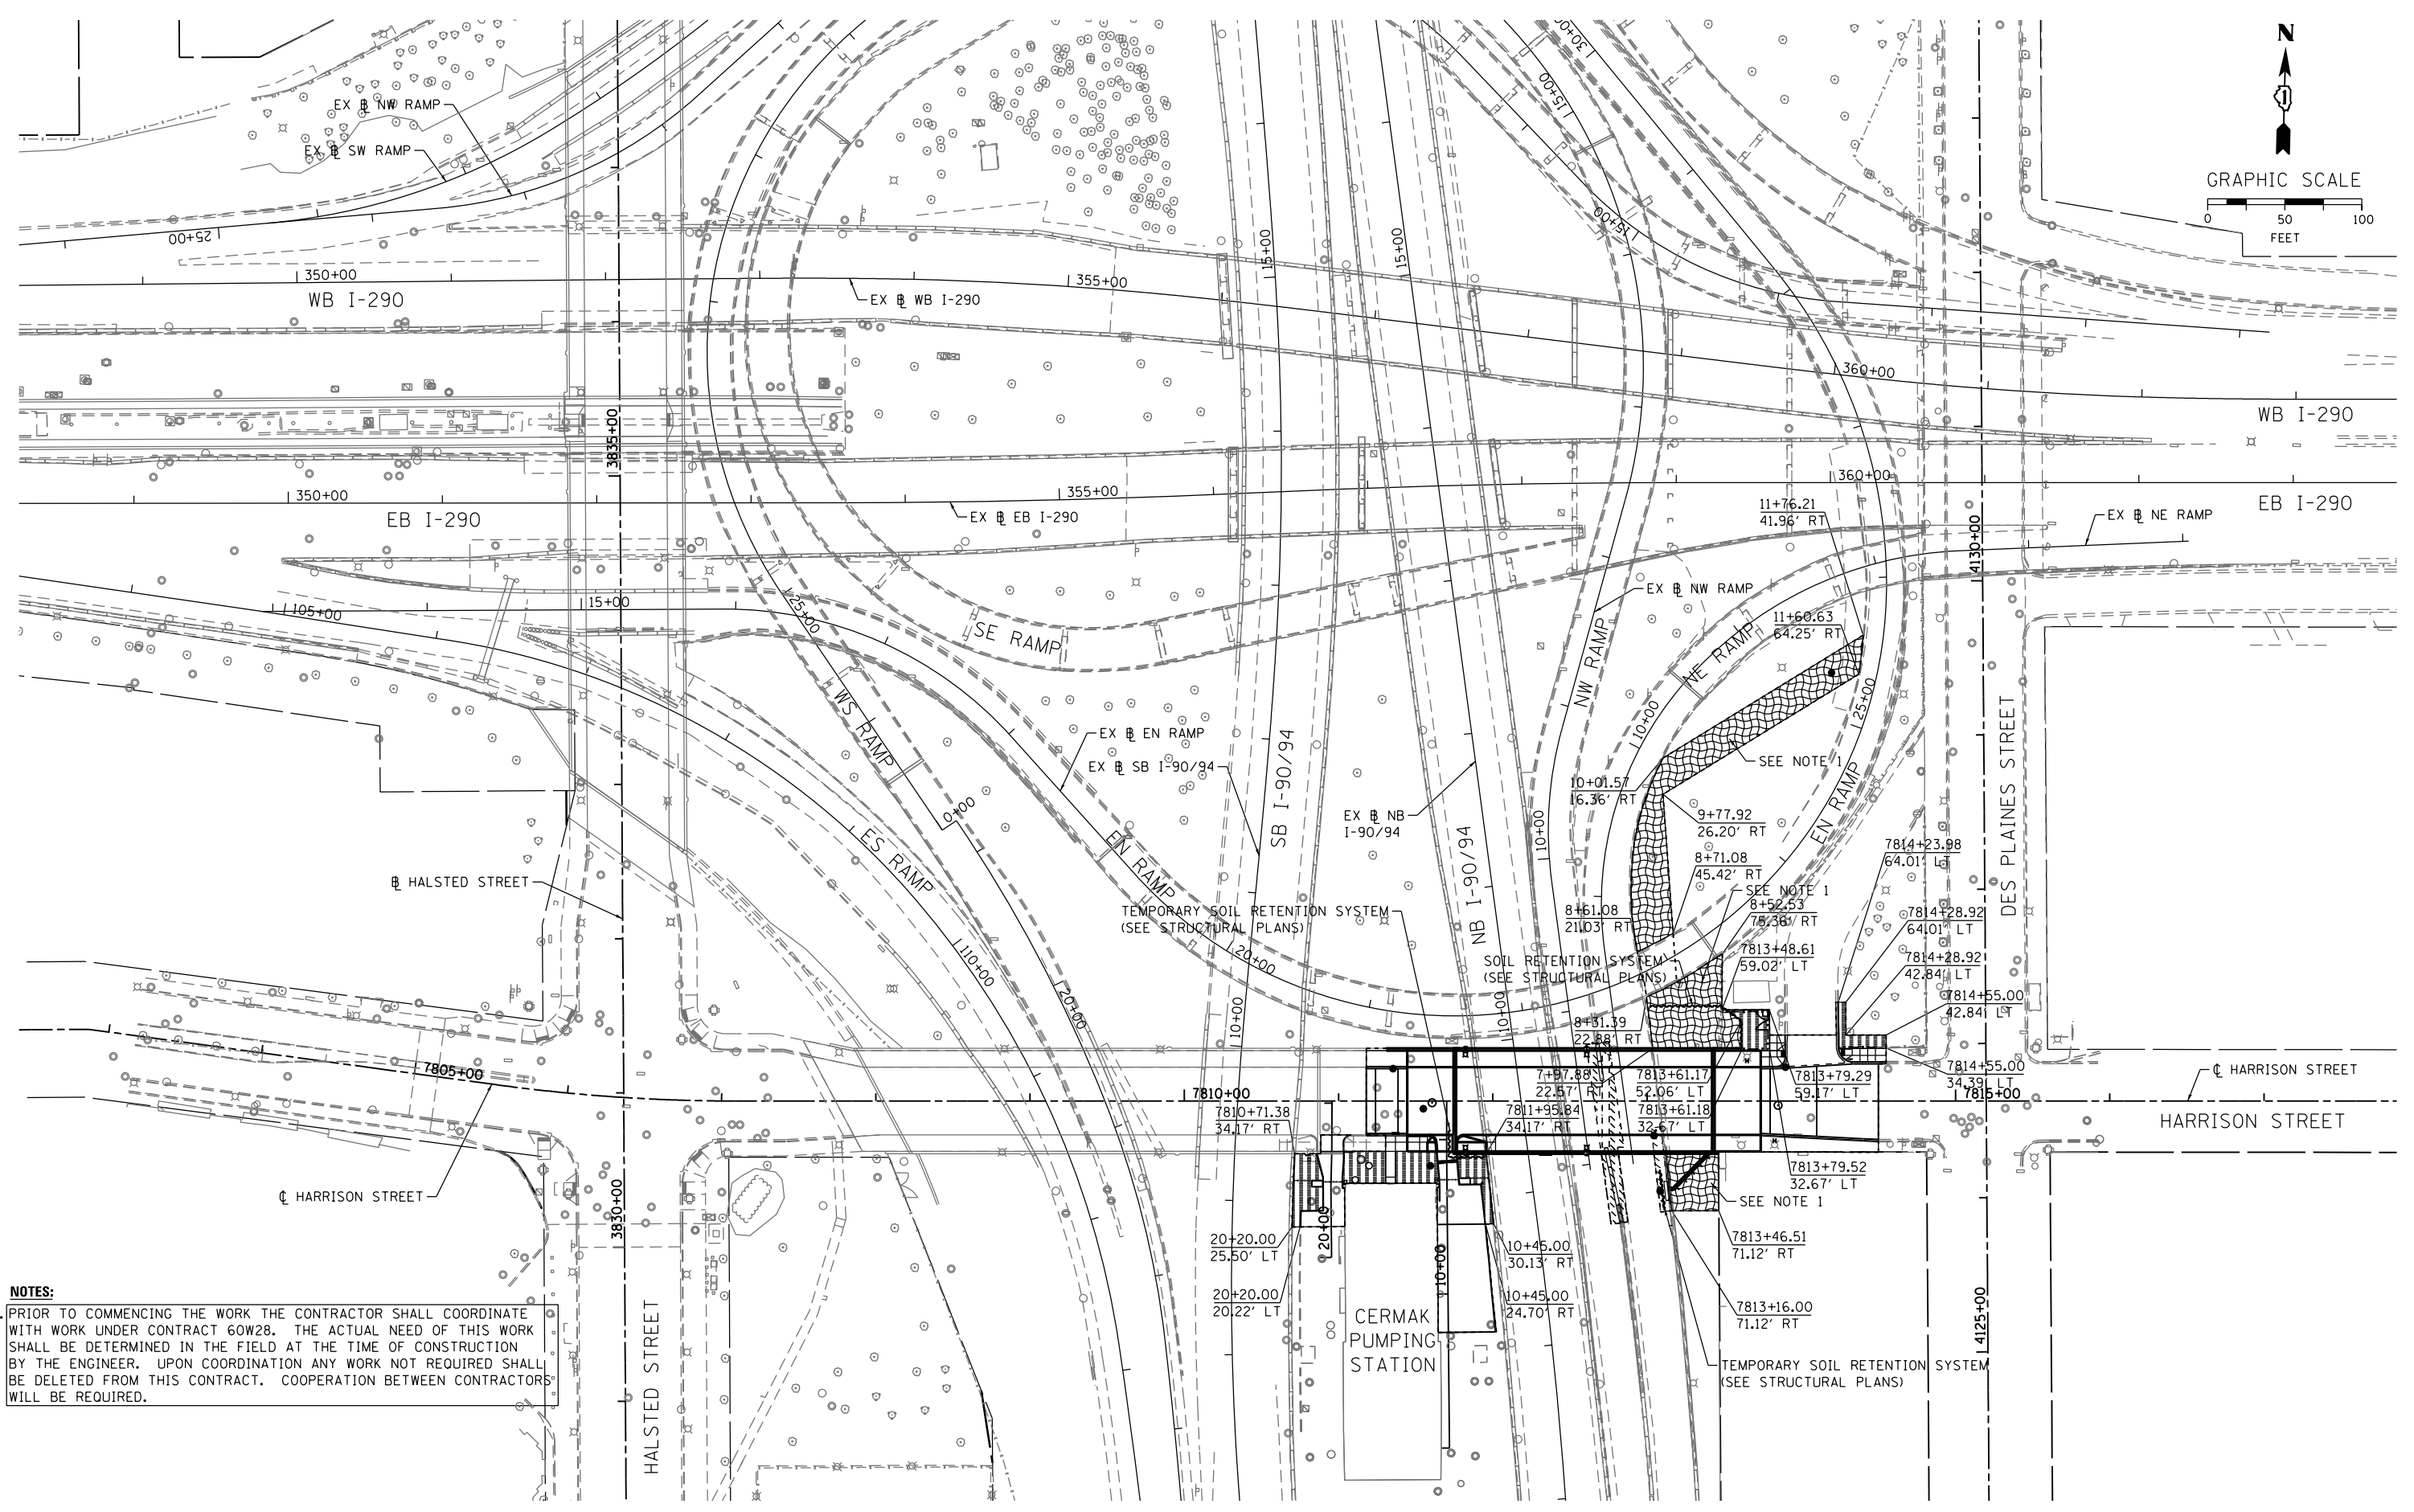 N
GRAPHIC SCALE
0 50 100
FEET
EX ℄ NW RAMP
EX ℄ SW RAMP
25+00
350+00
WB I-290
EX ℄ WB I-290
355+00
15+00
15+00
15+00
30+00
15+00
360+00
WB I-290
3835+00
350+00
EB I-290
EX ℄ EB I-290
355+00
360+00
EB I-290
11+76.21
41.96' RT
EX ℄ NE RAMP
4130+00
105+00
15+00
25+00
SE RAMP
EX ℄ NW RAMP
NW RAMP
NE RAMP
11+60.63
64.25' RT
10+00
25+00
WS RAMP
EX ℄ EN RAMP
EX ℄ SB I-90/94
SB I-90/94
SEE NOTE 1
10+01.57
16.36' RT
9+77.92
26.20' RT
EN RAMP
DES PLAINES STREET
0+00
ES RAMP
EN RAMP
EX ℄ NB
I-90/94
NB I-90/94
10+00
8+71.08
45.42' RT
7814+23.98
64.01' LT
℄ HALSTED STREET
TEMPORARY SOIL RETENTION SYSTEM
(SEE STRUCTURAL PLANS)
8+61.08
21.03' RT
SEE NOTE 1
8+52.53
75.36' RT
7814+28.92
64.01' LT
110+00
20+00
20+00
SOIL RETENTION SYSTEM
(SEE STRUCTURAL PLANS)
7813+48.61
59.02' LT
7814+28.92
42.84' LT
7814+55.00
42.84' LT
10+00
10+00
8+31.39
22.88' RT
7805+00
7810+00
7+97.88
22.57' RT
7813+61.17
52.06' LT
7813+79.29
59.17' LT
7814+55.00
34.39' LT
7815+00
℄ HARRISON STREET
HARRISON STREET
7810+71.38
34.17' RT
7811+95.84
34.17' RT
7813+61.18
32.67' LT
7813+79.52
32.67' LT
SEE NOTE 1
℄ HARRISON STREET
3830+00
20+20.00
25.50' LT
20+00
10+00
10+45.00
30.13' RT
7813+46.51
71.12' RT
20+20.00
20.22' LT
10+45.00
24.70' RT
7813+16.00
71.12' RT
4125+00
CERMAK
PUMPING
STATION
TEMPORARY SOIL RETENTION SYSTEM
(SEE STRUCTURAL PLANS)
HALSTED STREET
NOTES:
PRIOR TO COMMENCING THE WORK THE CONTRACTOR SHALL COORDINATE
WITH WORK UNDER CONTRACT 60W28. THE ACTUAL NEED OF THIS WORK
SHALL BE DETERMINED IN THE FIELD AT THE TIME OF CONSTRUCTION
BY THE ENGINEER. UPON COORDINATION ANY WORK NOT REQUIRED SHALL
BE DELETED FROM THIS CONTRACT. COOPERATION BETWEEN CONTRACTORS
WILL BE REQUIRED.